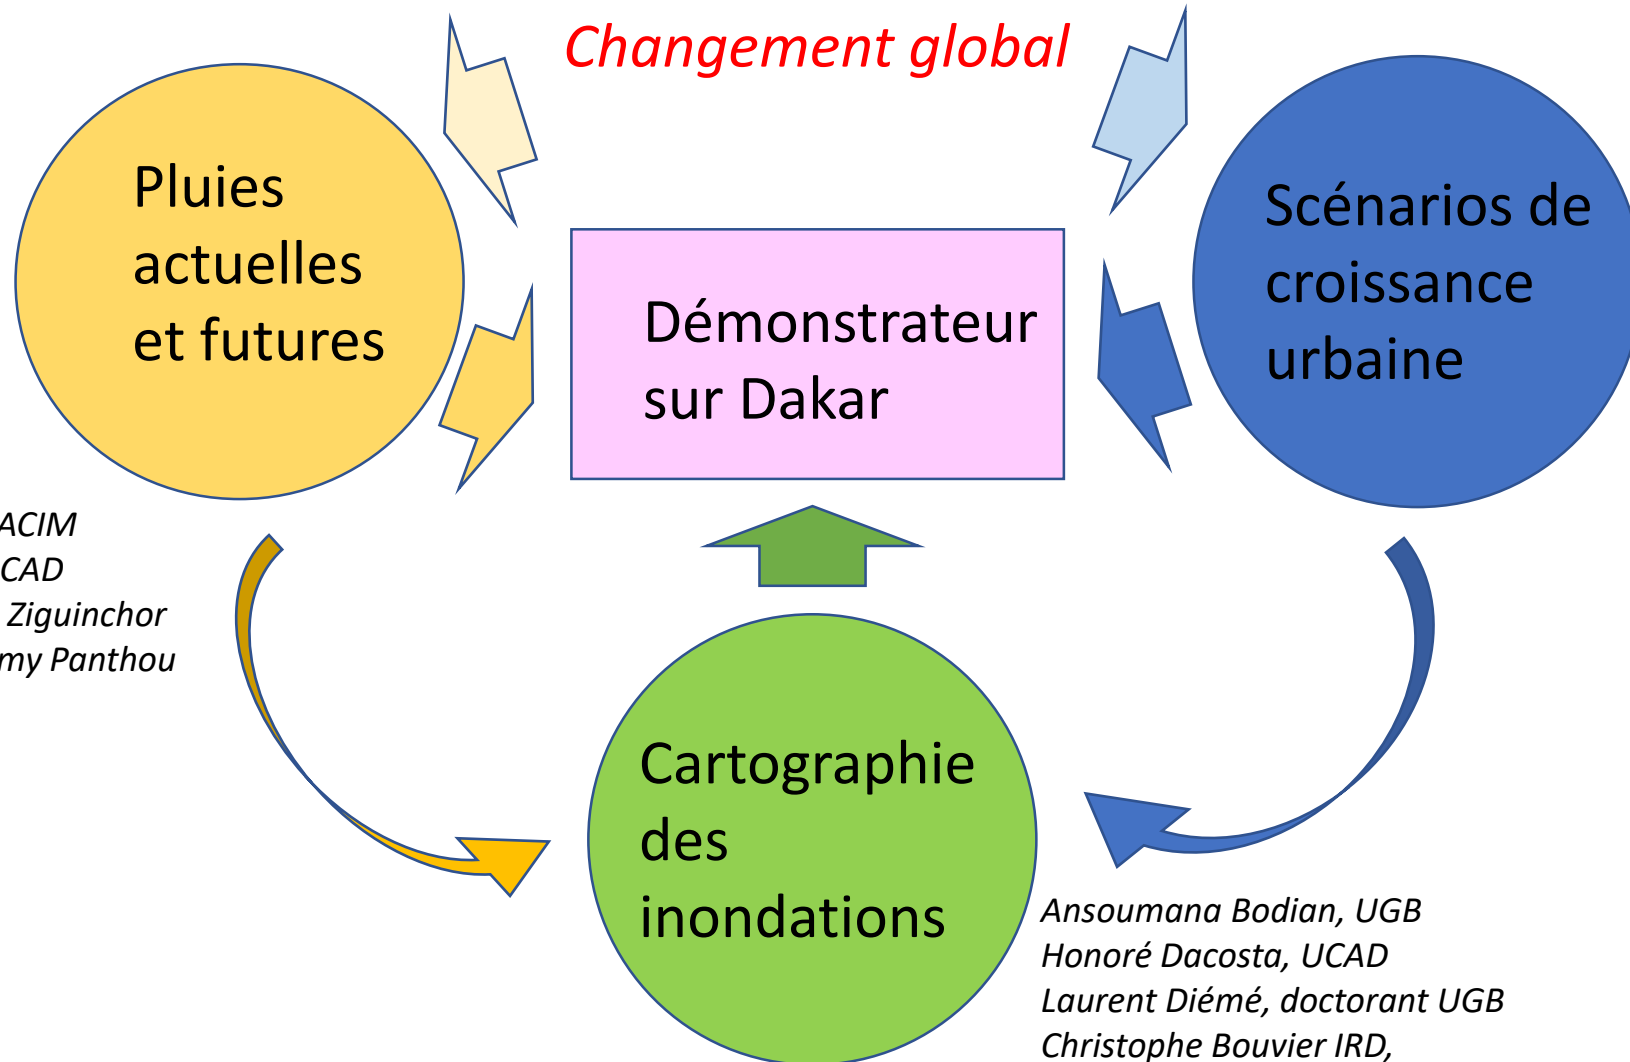 Changement global
Pluies
actuelles
et futures
Scénarios de
croissance
urbaine
Démonstrateur
sur Dakar
ACIM
CAD
Ziguinchor
my Panthou
Cartographie
des
inondations
Ansoumana Bodian, UGB
Honoré Dacosta, UCAD
Laurent Diémé, doctorant UGB
Christophe Bouvier IRD,